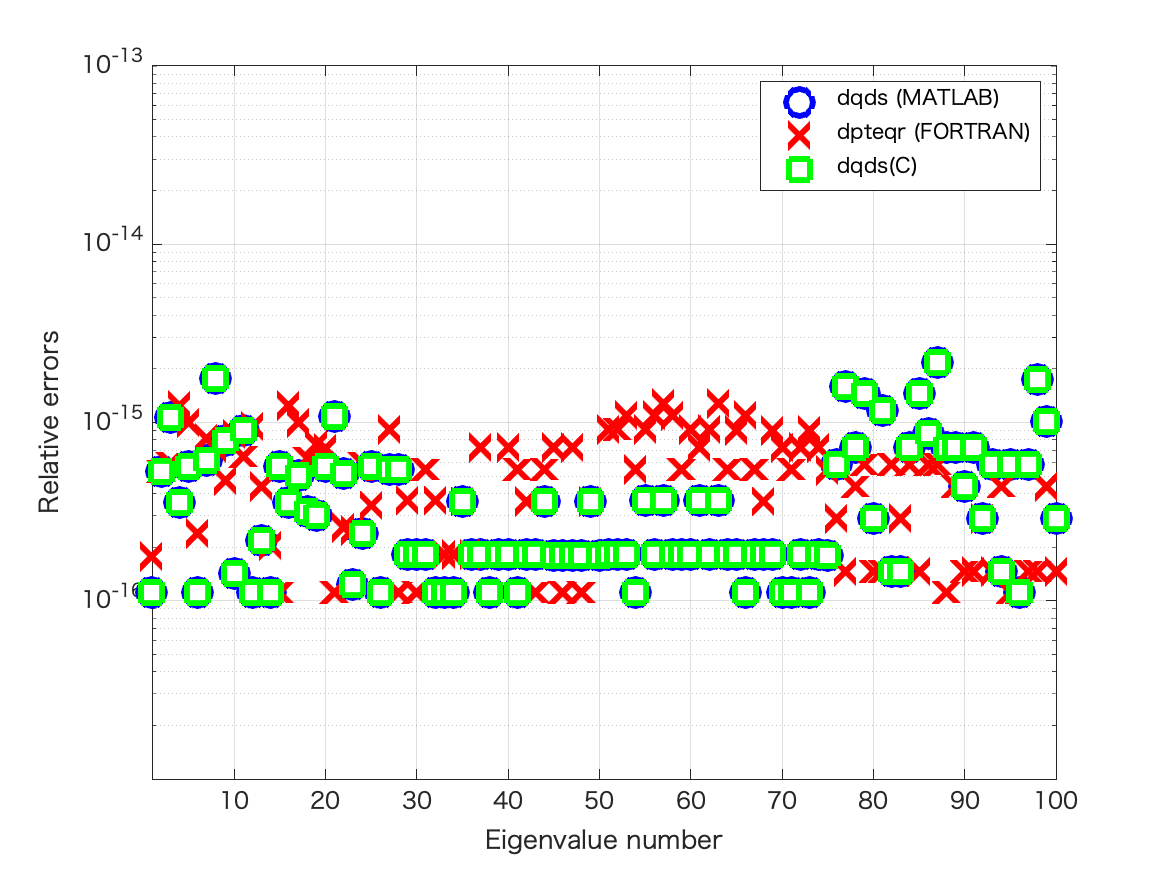 10-13
dqds (MATLAB)
dpteqr (FORTRAN)
dqds(C)
10-14
Relative errors
10-15
10-16
10 20 30 40 50 60 70 80 90 100
Eigenvalue number